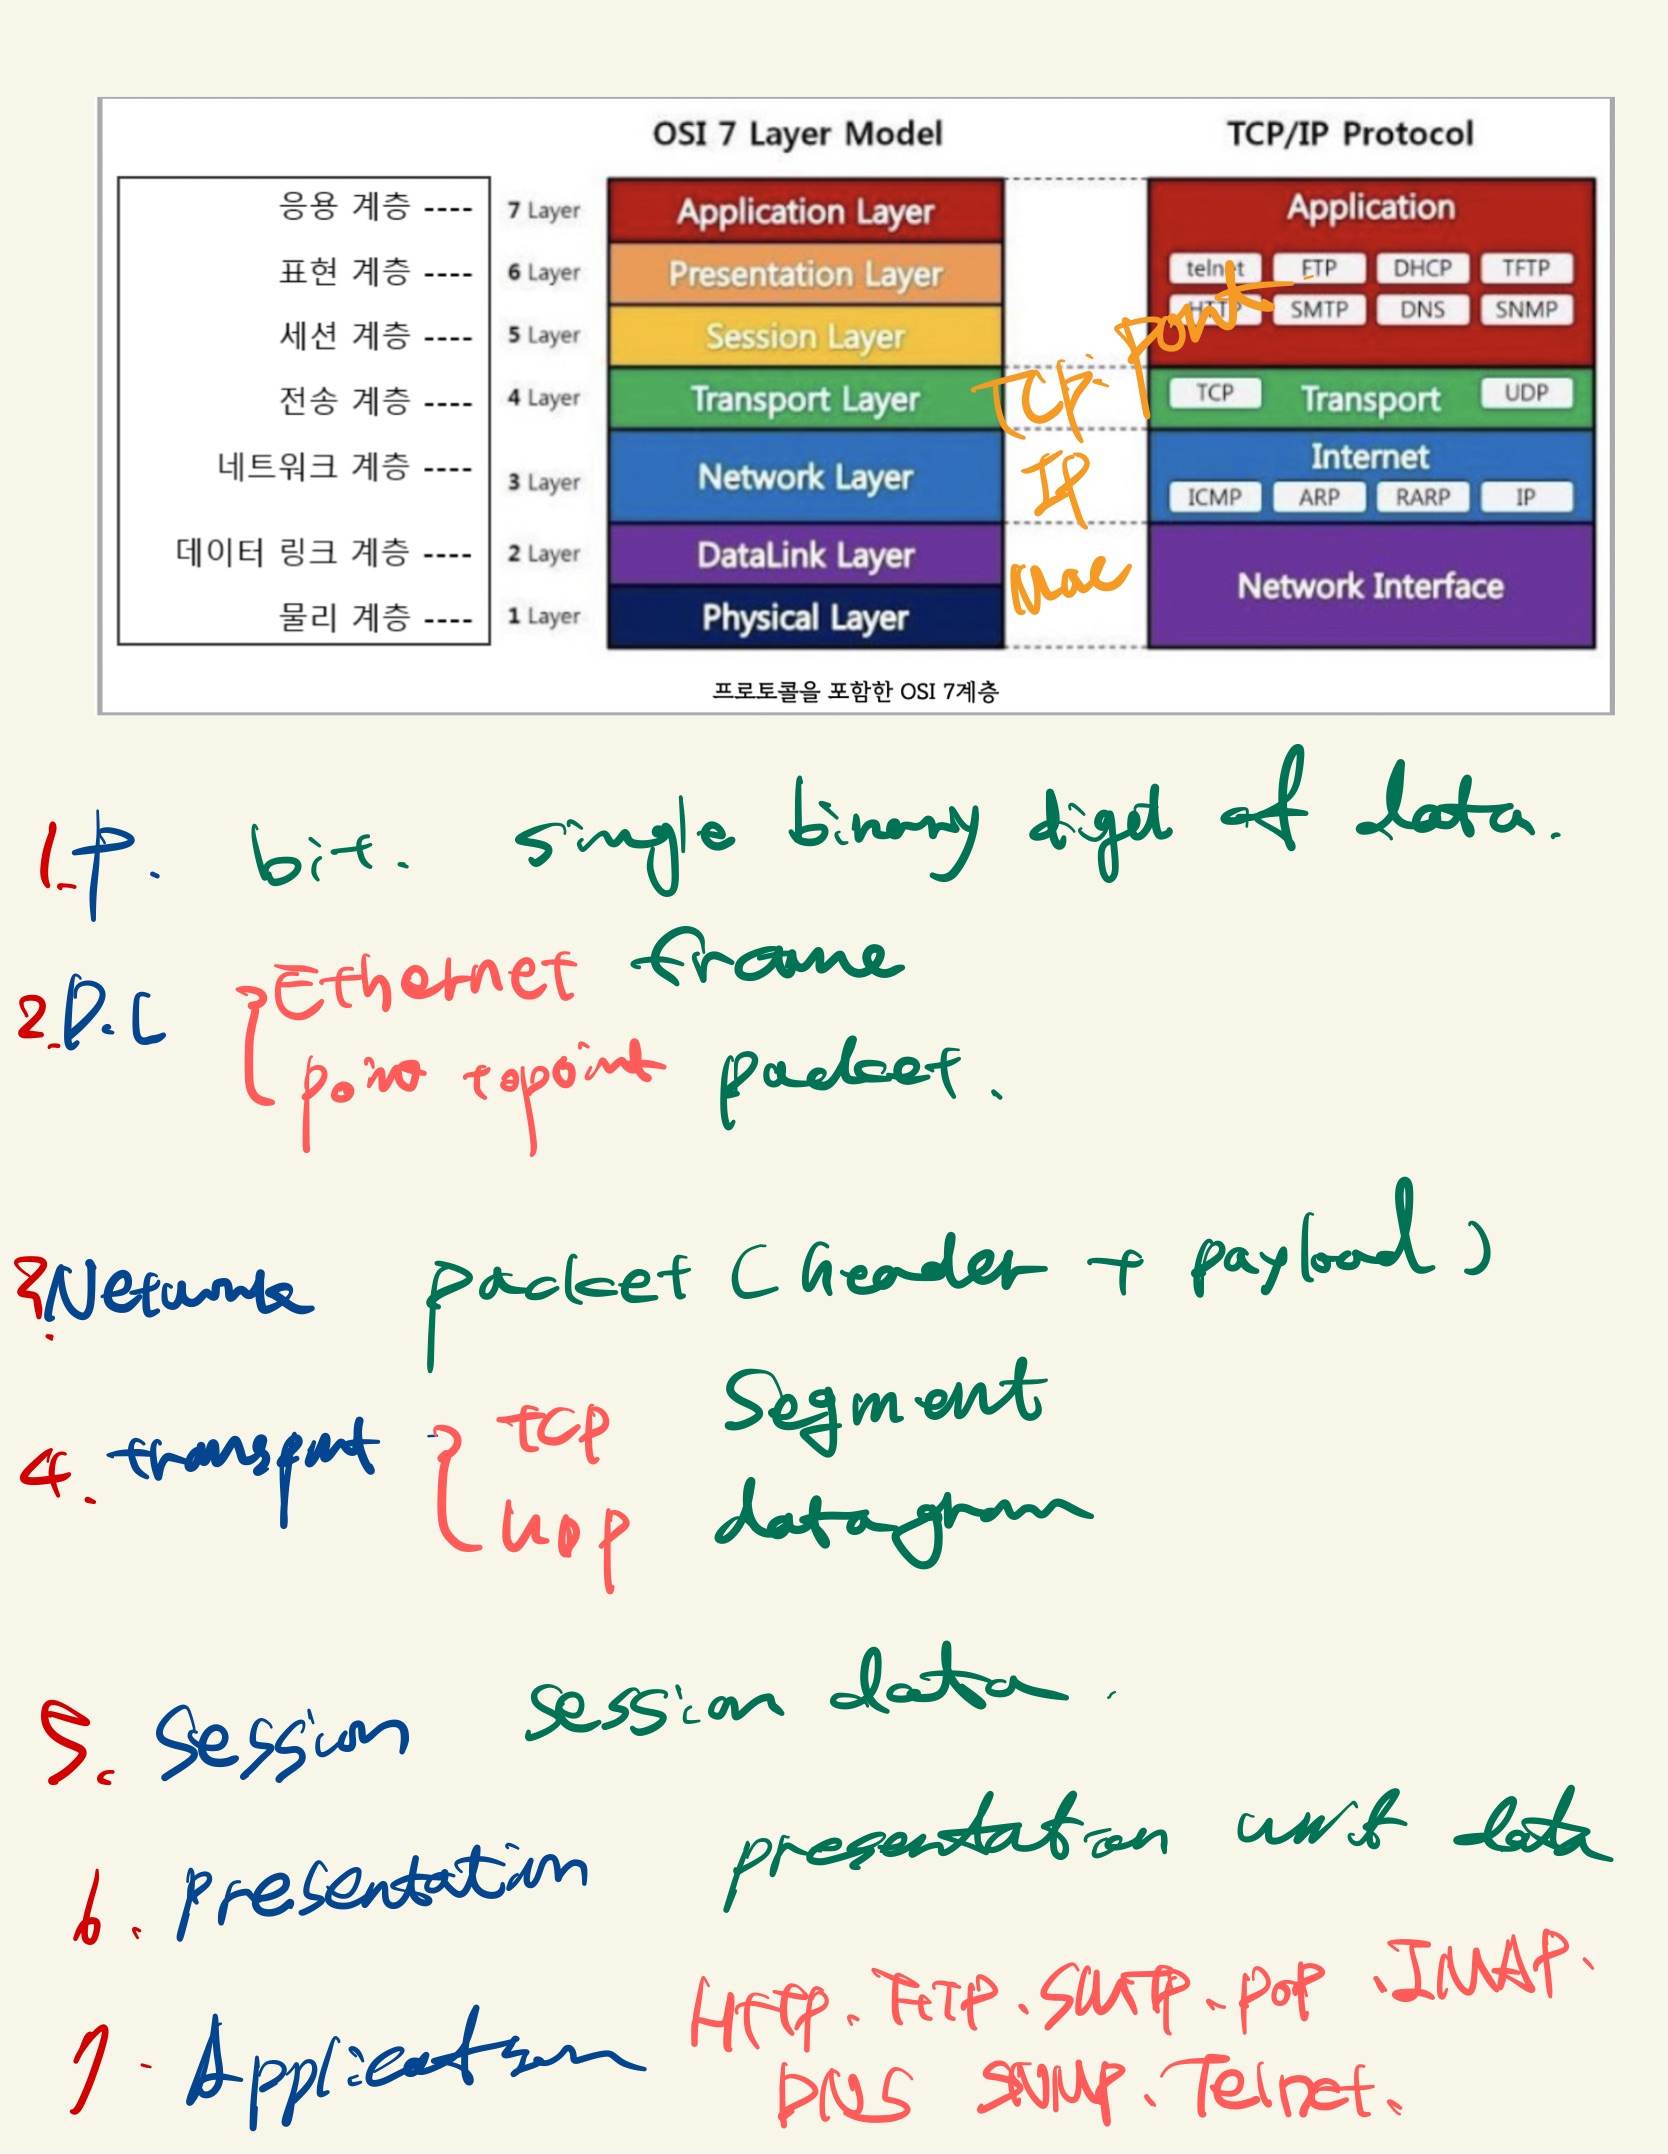 OSI 7 Layer Model TCP/IP Protocol
응용 계층 ---- 7 Layer Application Layer Application
표현 계층 ---- 6 Layer Presentation Layer telnet FTP DHCP TFTP
HTTP SMTP DNS SNMP
세션 계층 ---- 5 Layer Session Layer
port
전송 계층 ---- 4 Layer Transport Layer TCP. TCP Transport UDP
네트워크 계층 ---- 3 Layer Network Layer IP Internet
ICMP ARP RARP IP
데이터 링크 계층 ---- 2 Layer DataLink Layer Mac Network Interface
물리 계층 ---- 1 Layer Physical Layer
프로토콜을 포함한 OSI 7계층
1. P. bit. single binary digit of data.
2. D.L Ethernet frame
point to point packet.
3. Network packet (header + payload)
4. transport TCP Segment
UDP datagram
5. Session session data.
6. presentation presentation unit data
7. Application HTTP. FTP. SMTP. POP. IMAP.
DNS SNMP. Telnet.